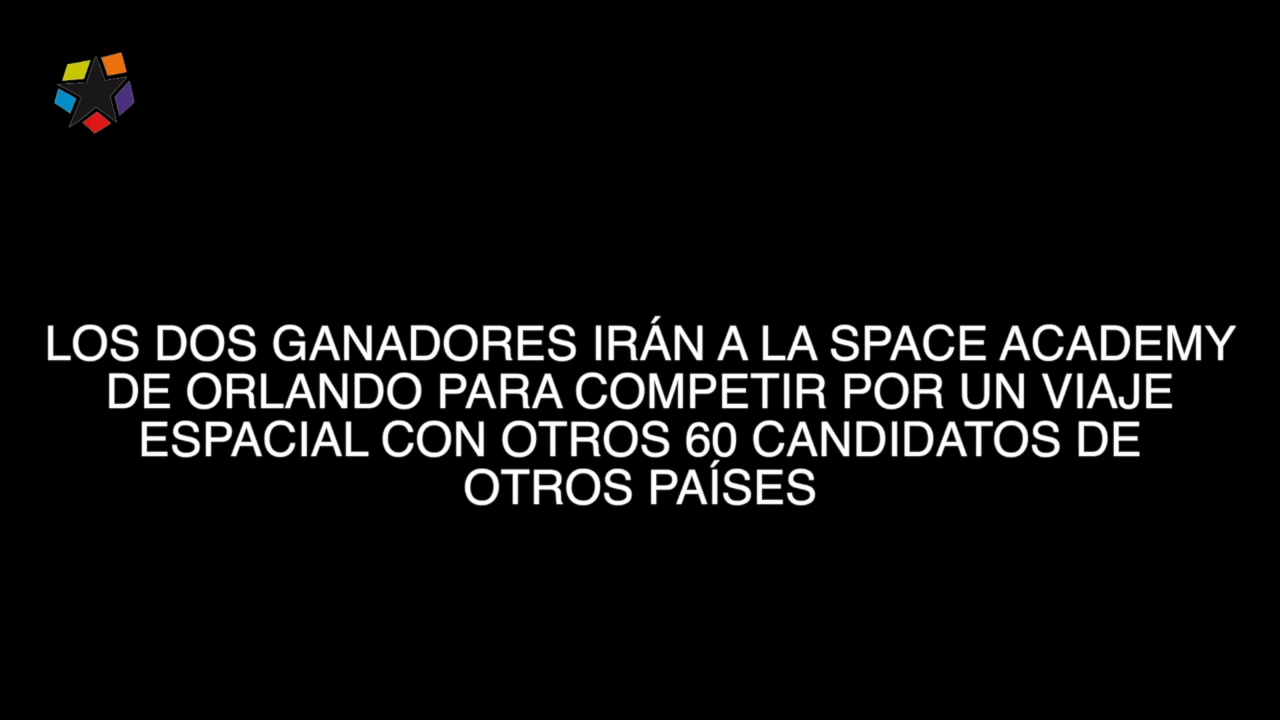 LOS DOS GANADORES IRÁN A LA SPACE ACADEMY
DE ORLANDO PARA COMPETIR POR UN VIAJE
ESPACIAL CON OTROS 60 CANDIDATOS DE
OTROS PAÍSES